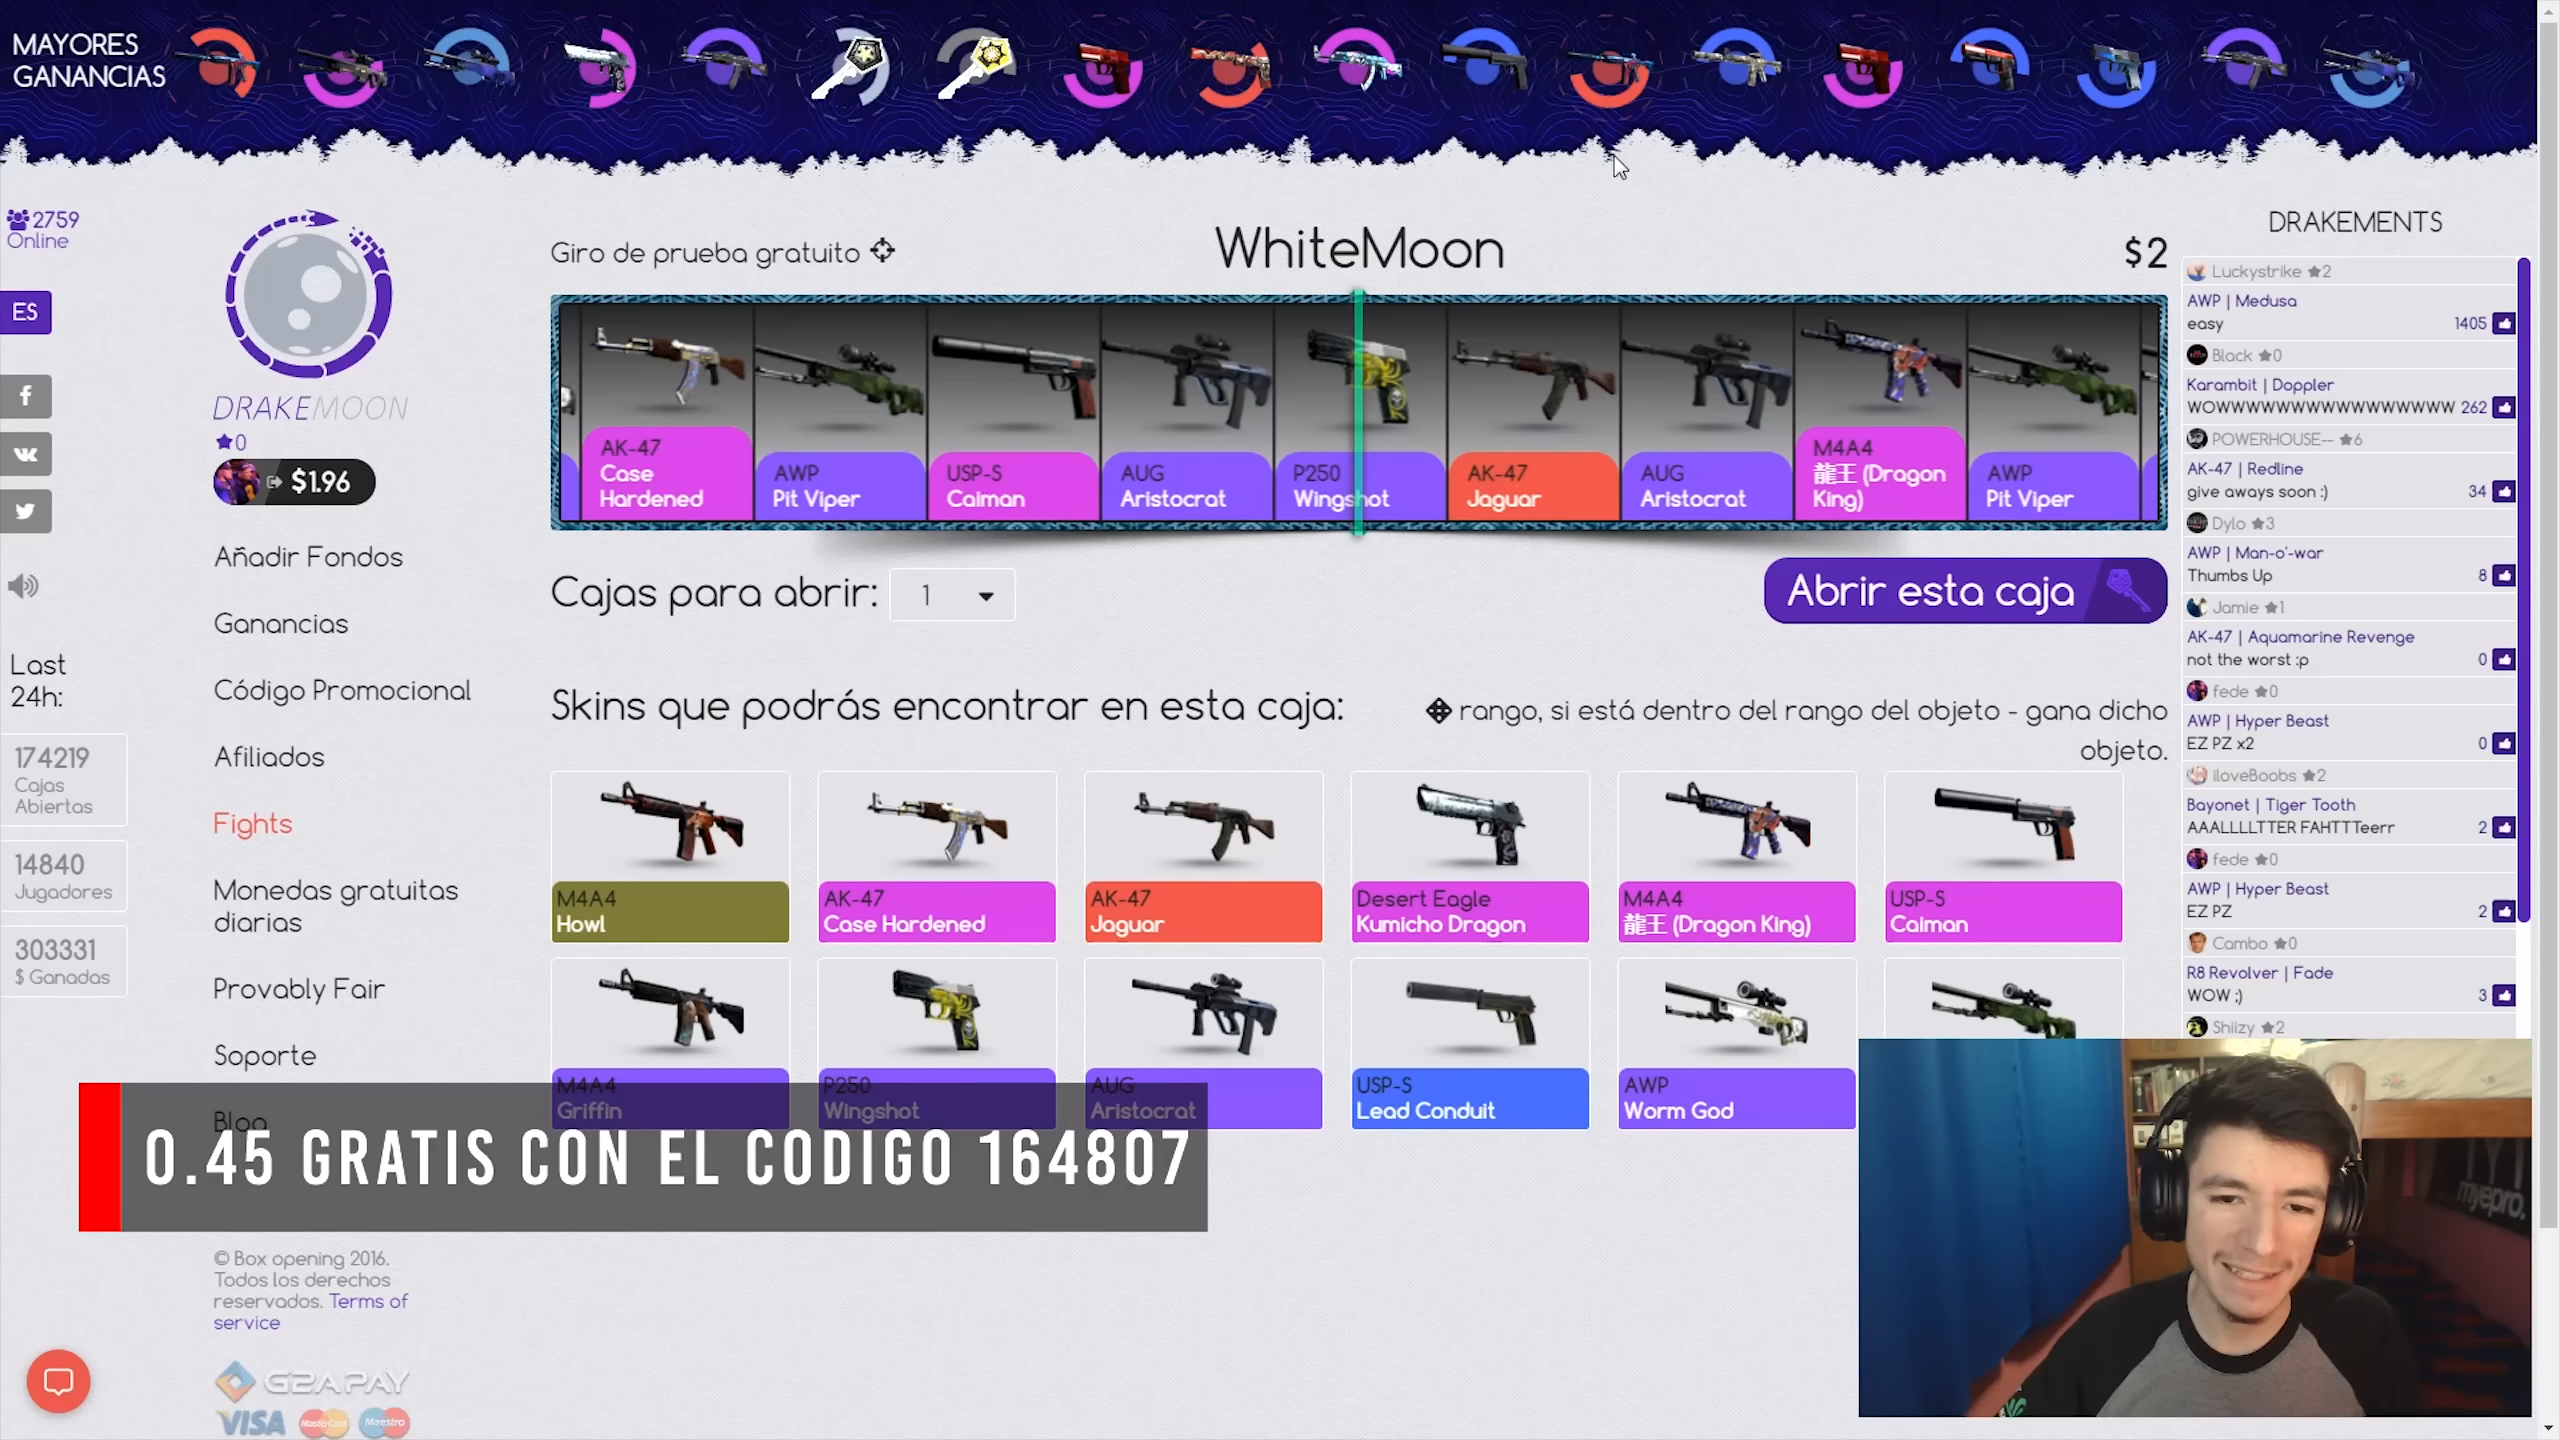 MAYORES
GANANCIAS
2759
Online
ES
Last
24h:
174219
Cajas
Abiertas
14840
Jugadores
303331
$ Ganadas
DRAKEMOON
0
$1.96
Añadir Fondos
Ganancias
Código Promocional
Afiliados
Fights
Monedas gratuitas
diarias
Provably Fair
Soporte
Blog
© Box opening 2016.
Todos los derechos
reservados. Terms of
service
G2A PAY
VISA MasterCard Maestro
Giro de prueba gratuito
WhiteMoon
$2
AK-47
Case
Hardened
AWP
Pit Viper
USP-S
Caiman
AUG
Aristocrat
P250
Wingshot
AK-47
Jaguar
AUG
Aristocrat
M4A4
龍王 (Dragon
King)
AWP
Pit Viper
Cajas para abrir: 1
Abrir esta caja
Skins que podrás encontrar en esta caja:
rango, si está dentro del rango del objeto - gana dicho
objeto.
M4A4
Howl
AK-47
Case Hardened
AK-47
Jaguar
Desert Eagle
Kumicho Dragon
M4A4
龍王 (Dragon King)
USP-S
Caiman
M4A4
Griffin
P250
Wingshot
AUG
Aristocrat
USP-S
Lead Conduit
AWP
Worm God
0.45 GRATIS CON EL CODIGO 164807
DRAKEMENTS
Luckystrike 2
AWP | Medusa
easy 1405
Black 0
Karambit | Doppler
WOWWWWWWWWWWWWWWWW 262
POWERHOUSE-- 6
AK-47 | Redline
give aways soon :) 34
Dylo 3
AWP | Man-o'-war
Thumbs Up 8
Jamie 1
AK-47 | Aquamarine Revenge
not the worst :p 0
fede 0
AWP | Hyper Beast
EZ PZ x2 0
iloveBoobs 2
Bayonet | Tiger Tooth
AAALLLLTTER FAHTTTeerr 2
fede 0
AWP | Hyper Beast
EZ PZ 2
Cambo 0
R8 Revolver | Fade
WOW ;) 3
Shiizy 2
myepro.